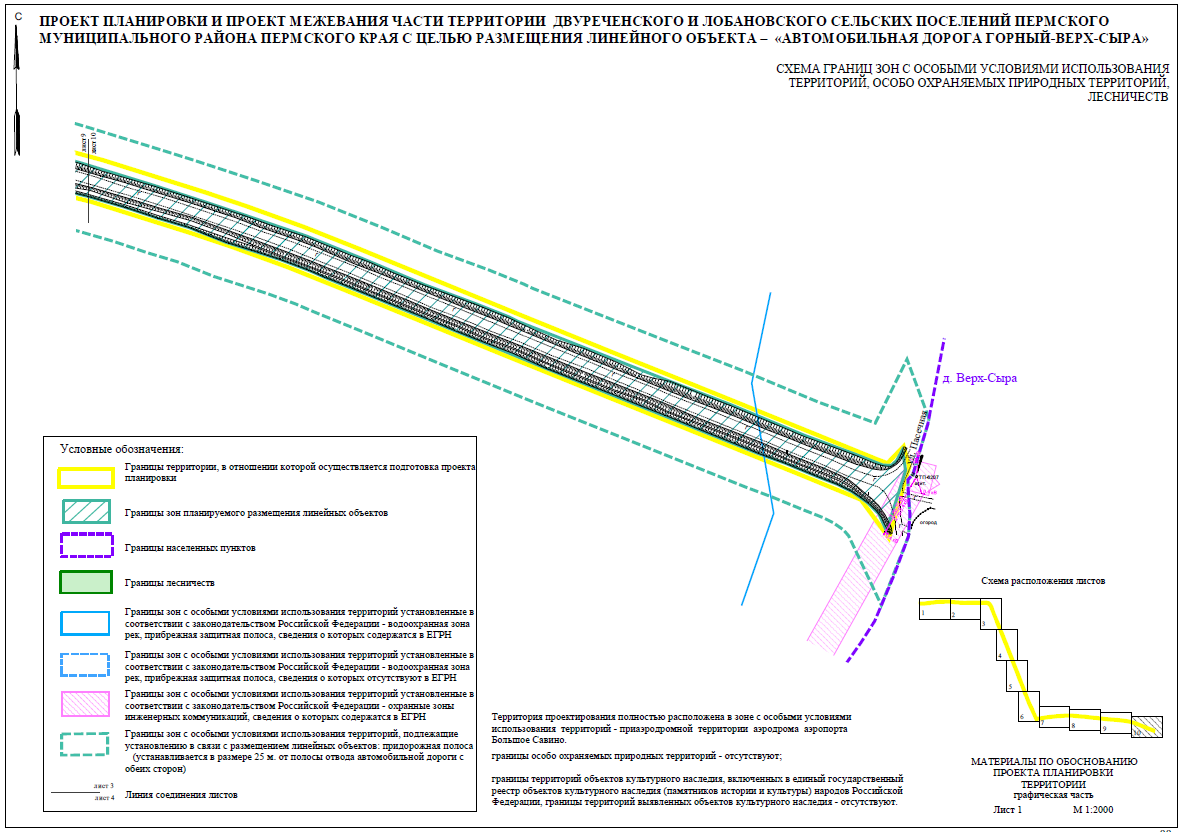 С
ПРОЕКТ ПЛАНИРОВКИ И ПРОЕКТ МЕЖЕВАНИЯ ЧАСТИ ТЕРРИТОРИИ ДВУРЕЧЕНСКОГО И ЛОБАНОВСКОГО СЕЛЬСКИХ ПОСЕЛЕНИЙ ПЕРМСКОГО
МУНИЦИПАЛЬНОГО РАЙОНА ПЕРМСКОГО КРАЯ С ЦЕЛЬЮ РАЗМЕЩЕНИЯ ЛИНЕЙНОГО ОБЪЕКТА – «АВТОМОБИЛЬНАЯ ДОРОГА ГОРНЫЙ-ВЕРХ-СЫРА»
СХЕМА ГРАНИЦ ЗОН С ОСОБЫМИ УСЛОВИЯМИ ИСПОЛЬЗОВАНИЯ
ТЕРРИТОРИЙ, ОСОБО ОХРАНЯЕМЫХ ПРИРОДНЫХ ТЕРРИТОРИЙ,
ЛЕСНИЧЕСТВ
лист 9
лист 10
д. Верх-Сыра
ул. Пасечная
огород
Условные обозначения:
Границы территории, в отношении которой осуществляется подготовка проекта
планировки
Границы зон планируемого размещения линейных объектов
Границы населенных пунктов
Границы лесничеств
Границы зон с особыми условиями использования территорий установленные в
соответствии с законодательством Российской Федерации - водоохранная зона
рек, прибрежная защитная полоса, сведения о которых содержатся в ЕГРН
Границы зон с особыми условиями использования территорий установленные в
соответствии с законодательством Российской Федерации - водоохранная зона
рек, прибрежная защитная полоса, сведения о которых отсутствуют в ЕГРН
Границы зон с особыми условиями использования территорий установленные в
соответствии с законодательством Российской Федерации - охранные зоны
инженерных коммуникаций, сведения о которых содержатся в ЕГРН
Границы зон с особыми условиями использования территорий, подлежащие
установлению в связи с размещением линейных объектов: придорожная полоса
(устанавливается в размере 25 м. от полосы отвода автомобильной дороги с
обеих сторон)
лист 3
лист 4
Линия соединения листов
Территория проектирования полностью расположена в зоне с особыми условиями
использования территорий - приаэродромной территории аэродрома аэропорта
Большое Савино.
границы особо охраняемых природных территорий - отсутствуют;
границы территорий объектов культурного наследия, включенных в единый государственный
реестр объектов культурного наследия (памятников истории и культуры) народов Российской
Федерации, границы территорий выявленных объектов культурного наследия - отсутствуют.
Схема расположения листов
1
2
3
4
5
6
7
8
9
10
МАТЕРИАЛЫ ПО ОБОСНОВАНИЮ
ПРОЕКТА ПЛАНИРОВКИ
ТЕРРИТОРИИ
графическая часть
Лист 1 М 1:2000